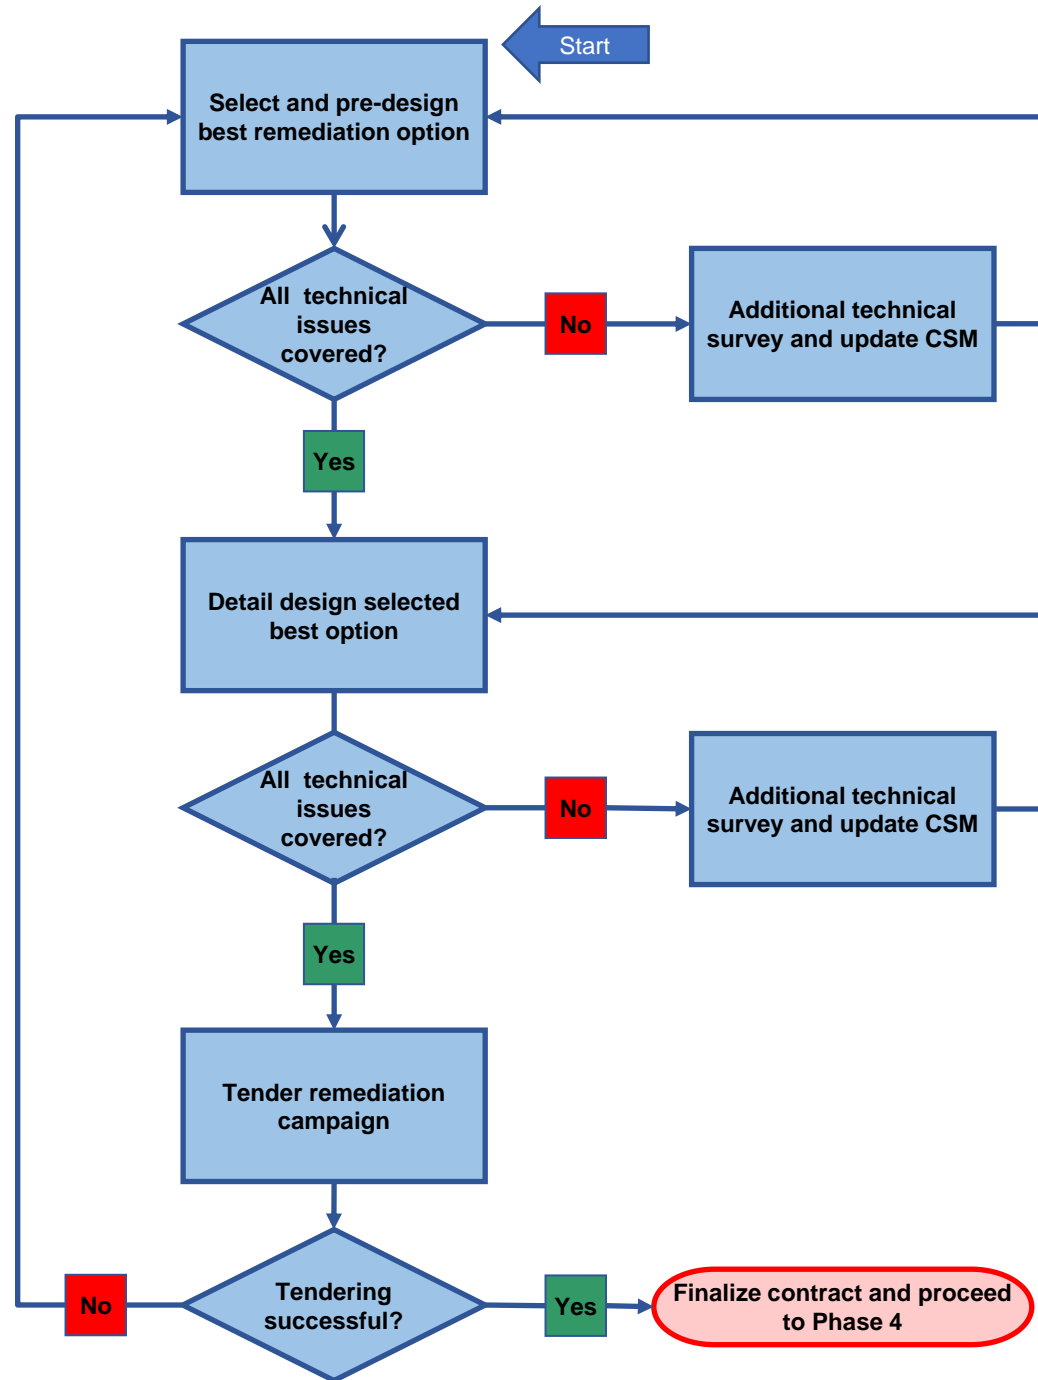 Start
Select and pre-design
best remediation option
All technical
issues
covered?
No
Additional technical
survey and update CSM
Yes
Detail design selected
best option
All technical
issues
covered?
No
Additional technical
survey and update CSM
Yes
Tender remediation
campaign
Tendering
successful?
No
Yes
Finalize contract and proceed
to Phase 4